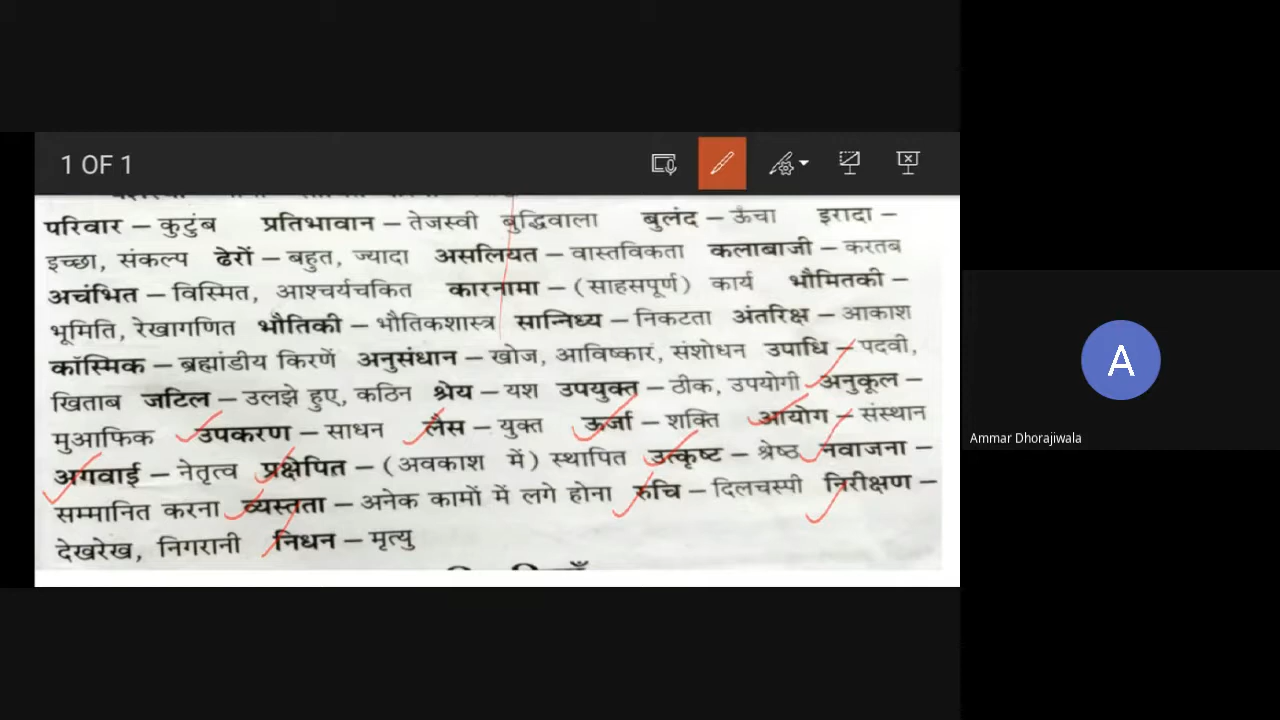 1 OF 1
परिवार – कुटुंब प्रतिभावान – तेजस्वी बुद्धिवाला बुलंद – ऊँचा इरादा –
इच्छा, संकल्प ढेरों – बहुत, ज्यादा असलियत – वास्तविकता कलाबाजी – करतब
अचंभित – विस्मित, आश्चर्यचकित कारनामा – (साहसपूर्ण) कार्य भौमितकी –
भूमिति, रेखागणित भौतिकी – भौतिकशास्त्र सान्निध्य – निकटता अंतरिक्ष – आकाश
कॉस्मिक – ब्रह्मांडीय किरणें अनुसंधान – खोज, आविष्कार, संशोधन उपाधि – पदवी,
खिताब जटिल – उलझे हुए, कठिन श्रेय – यश उपयुक्त – ठीक, उपयोगी अनुकूल –
मुआफिक उपकरण – साधन लैस – युक्त ऊर्जा – शक्ति आयोग – संस्थान
अगवाई – नेतृत्व प्रक्षेपित – (अवकाश में) स्थापित उत्कृष्ट – श्रेष्ठ नवाजना –
सम्मानित करना व्यस्तता – अनेक कामों में लगे होना रुचि – दिलचस्पी निरीक्षण –
देखरेख, निगरानी निधन – मृत्यु
A
Ammar Dhorajiwala